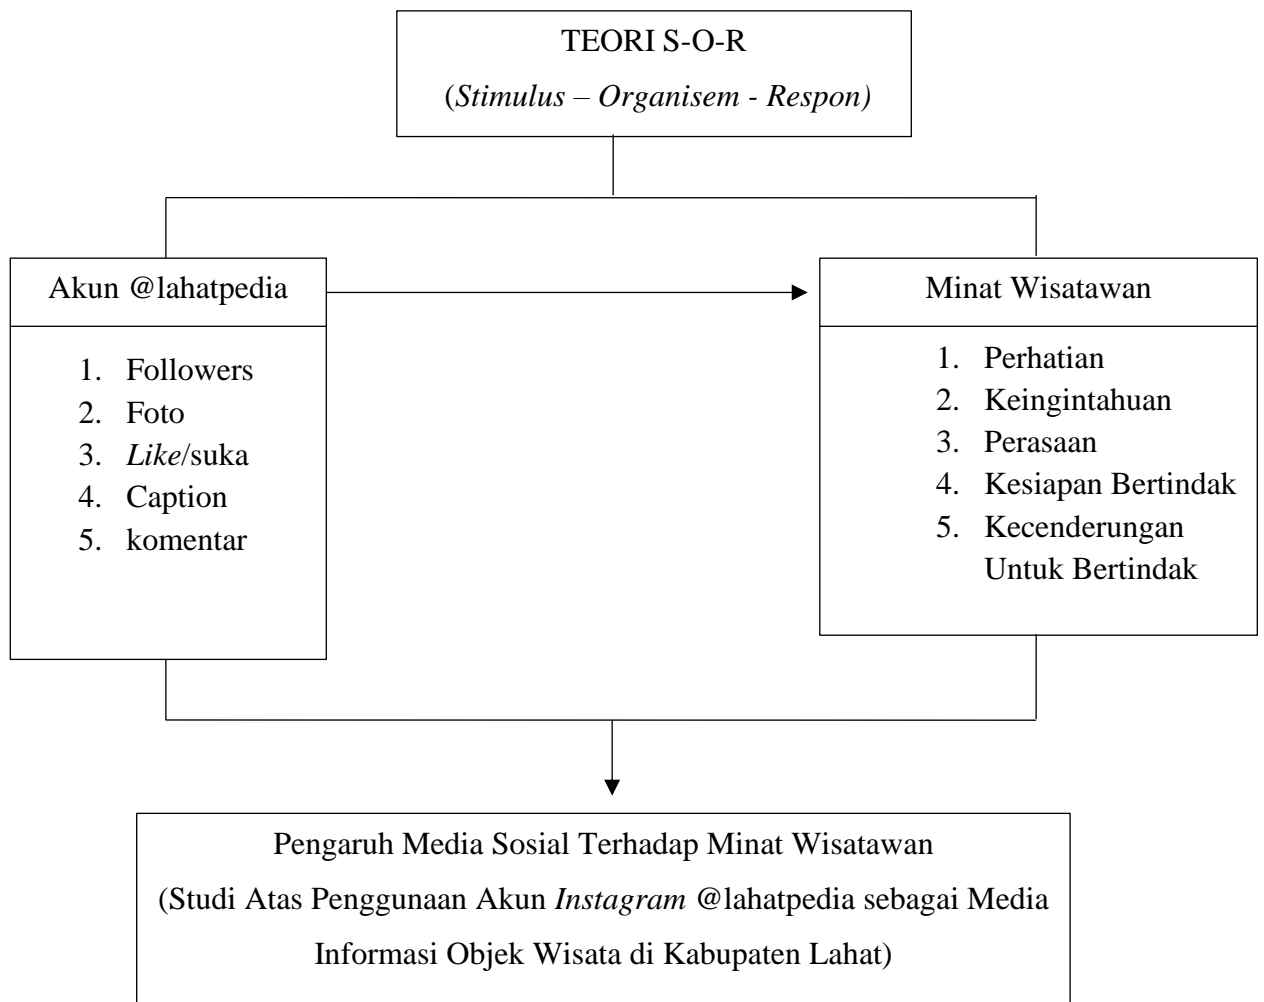 TEORI S-O-R
(Stimulus – Organisem - Respon)
Akun @lahatpedia
1. Followers
2. Foto
3. Like/suka
4. Caption
5. komentar
Minat Wisatawan
1. Perhatian
2. Keingintahuan
3. Perasaan
4. Kesiapan Bertindak
5. Kecenderungan
Untuk Bertindak
Pengaruh Media Sosial Terhadap Minat Wisatawan
(Studi Atas Penggunaan Akun Instagram @lahatpedia sebagai Media
Informasi Objek Wisata di Kabupaten Lahat)